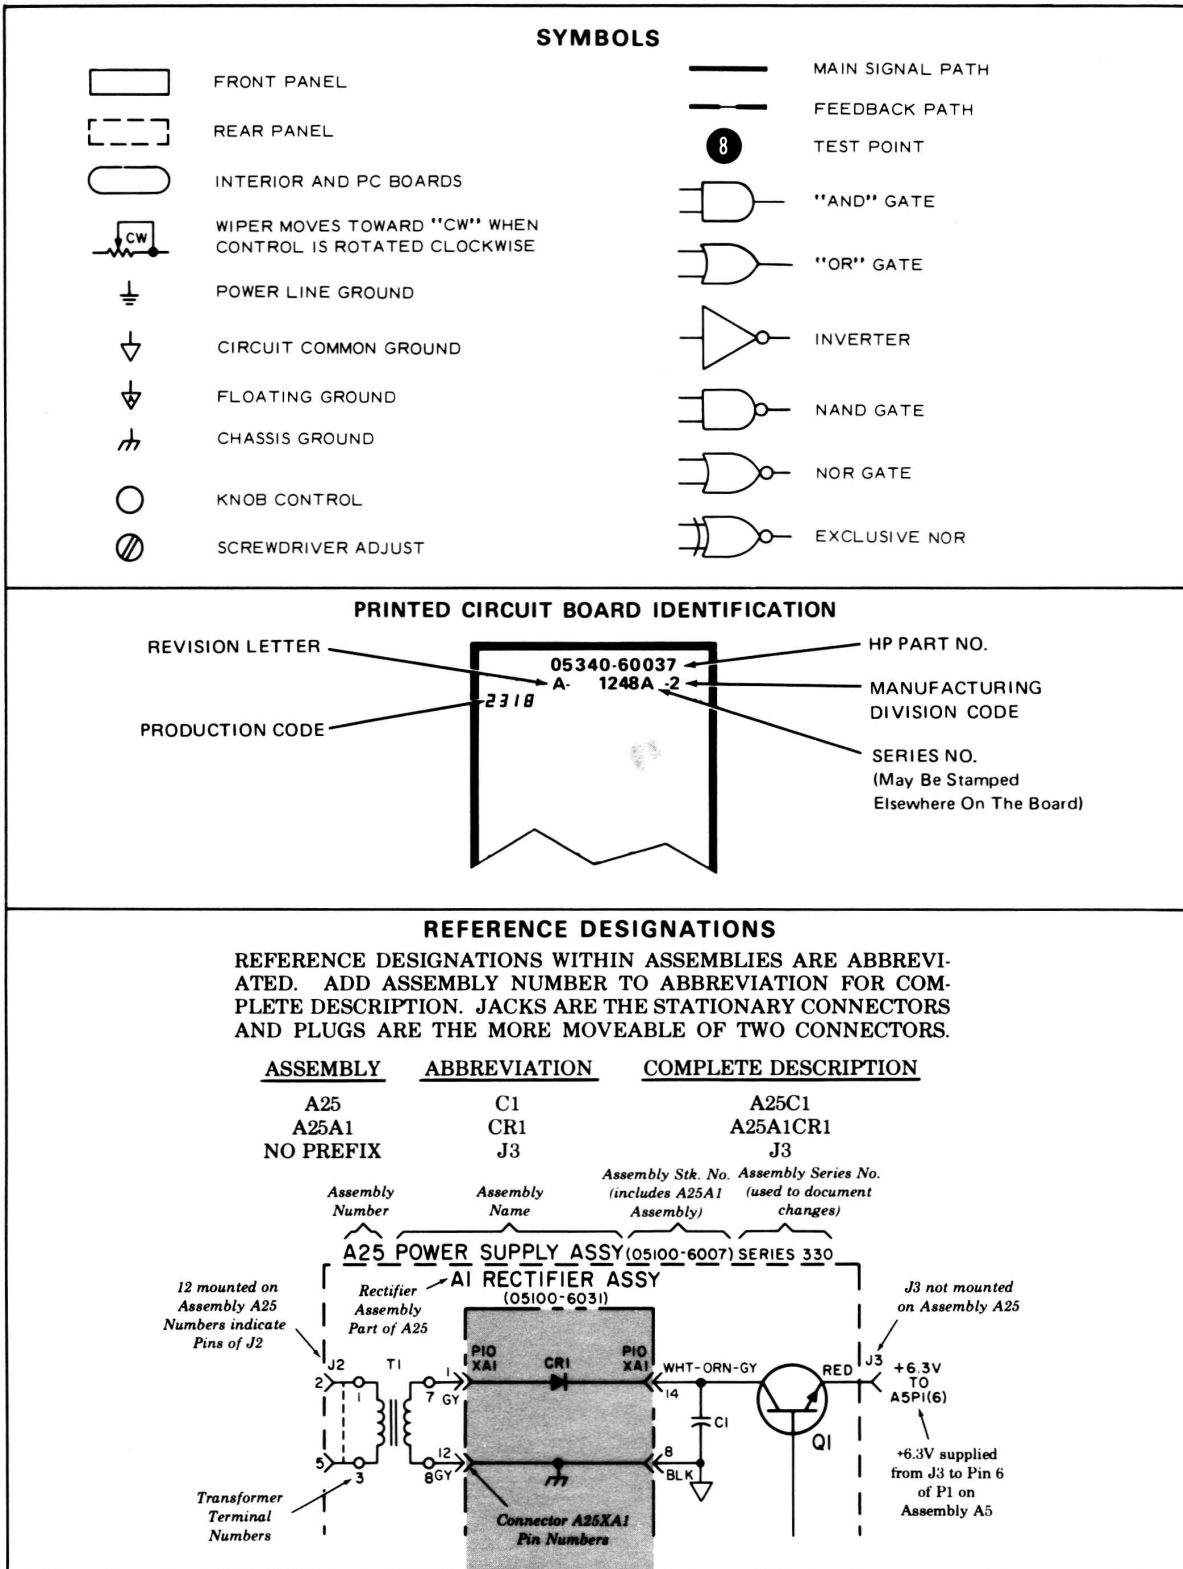 SYMBOLS
FRONT PANEL
REAR PANEL
INTERIOR AND PC BOARDS
CW
WIPER MOVES TOWARD "CW" WHEN
CONTROL IS ROTATED CLOCKWISE
POWER LINE GROUND
CIRCUIT COMMON GROUND
FLOATING GROUND
CHASSIS GROUND
KNOB CONTROL
SCREWDRIVER ADJUST
MAIN SIGNAL PATH
FEEDBACK PATH
8
TEST POINT
"AND" GATE
"OR" GATE
INVERTER
NAND GATE
NOR GATE
EXCLUSIVE NOR
PRINTED CIRCUIT BOARD IDENTIFICATION
REVISION LETTER
PRODUCTION CODE
05340-60037
A- 1248A -2
2318
HP PART NO.
MANUFACTURING
DIVISION CODE
SERIES NO.
(May Be Stamped
Elsewhere On The Board)
REFERENCE DESIGNATIONS
REFERENCE DESIGNATIONS WITHIN ASSEMBLIES ARE ABBREVI-
ATED. ADD ASSEMBLY NUMBER TO ABBREVIATION FOR COM-
PLETE DESCRIPTION. JACKS ARE THE STATIONARY CONNECTORS
AND PLUGS ARE THE MORE MOVEABLE OF TWO CONNECTORS.
ASSEMBLY ABBREVIATION COMPLETE DESCRIPTION
A25 C1 A25C1
A25A1 CR1 A25A1CR1
NO PREFIX J3 J3
Assembly
Number
Assembly
Name
Assembly Stk. No.
(includes A25A1
Assembly)
Assembly Series No.
(used to document
changes)
A25 POWER SUPPLY ASSY (05100-6007) SERIES 330
A1 RECTIFIER ASSY
(05100-6031)
12 mounted on
Assembly A25
Numbers indicate
Pins of J2
Rectifier
Assembly
Part of A25
J3 not mounted
on Assembly A25
J2
T1
2
1
7
1
GY
P10
XA1
CR1
P10
XA1
WHT-ORN-GY
14
RED
J3
+6.3V
TO
A5P1(6)
C1
Q1
5
3
8
12
GY
8
BLK
Transformer
Terminal
Numbers
Connector A25XA1
Pin Numbers
+6.3V supplied
from J3 to Pin 6
of P1 on
Assembly A5